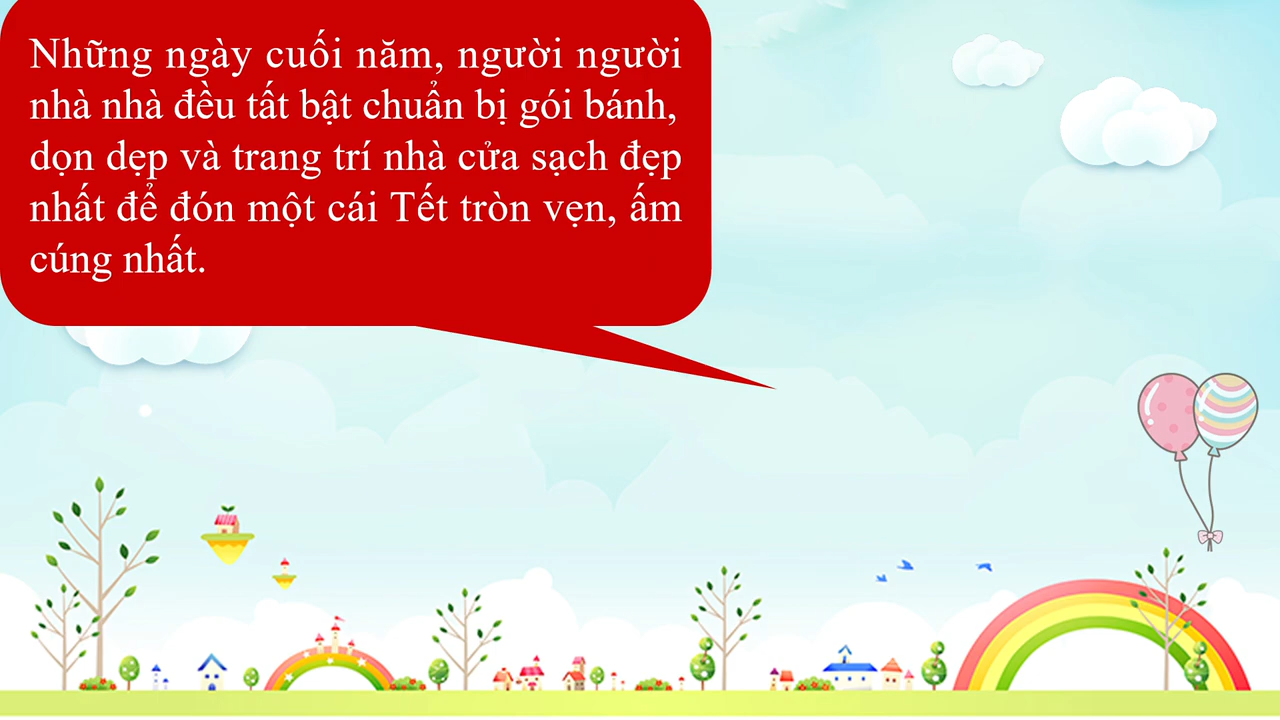 Những ngày cuối năm, người người
nhà nhà đều tất bật chuẩn bị gói bánh,
dọn dẹp và trang trí nhà cửa sạch đẹp
nhất để đón một cái Tết tròn vẹn, ấm
cúng nhất.